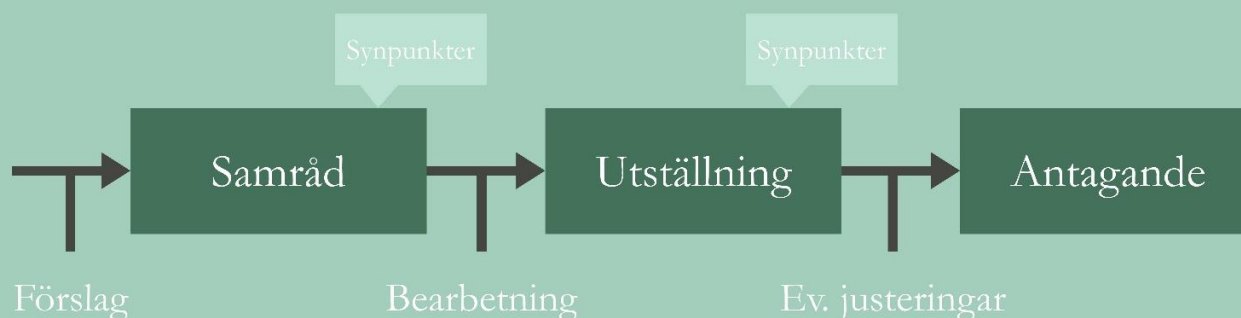 Synpunkter
Synpunkter
Samråd
Utställning
Antagande
Förslag
Bearbetning
Ev. justeringar